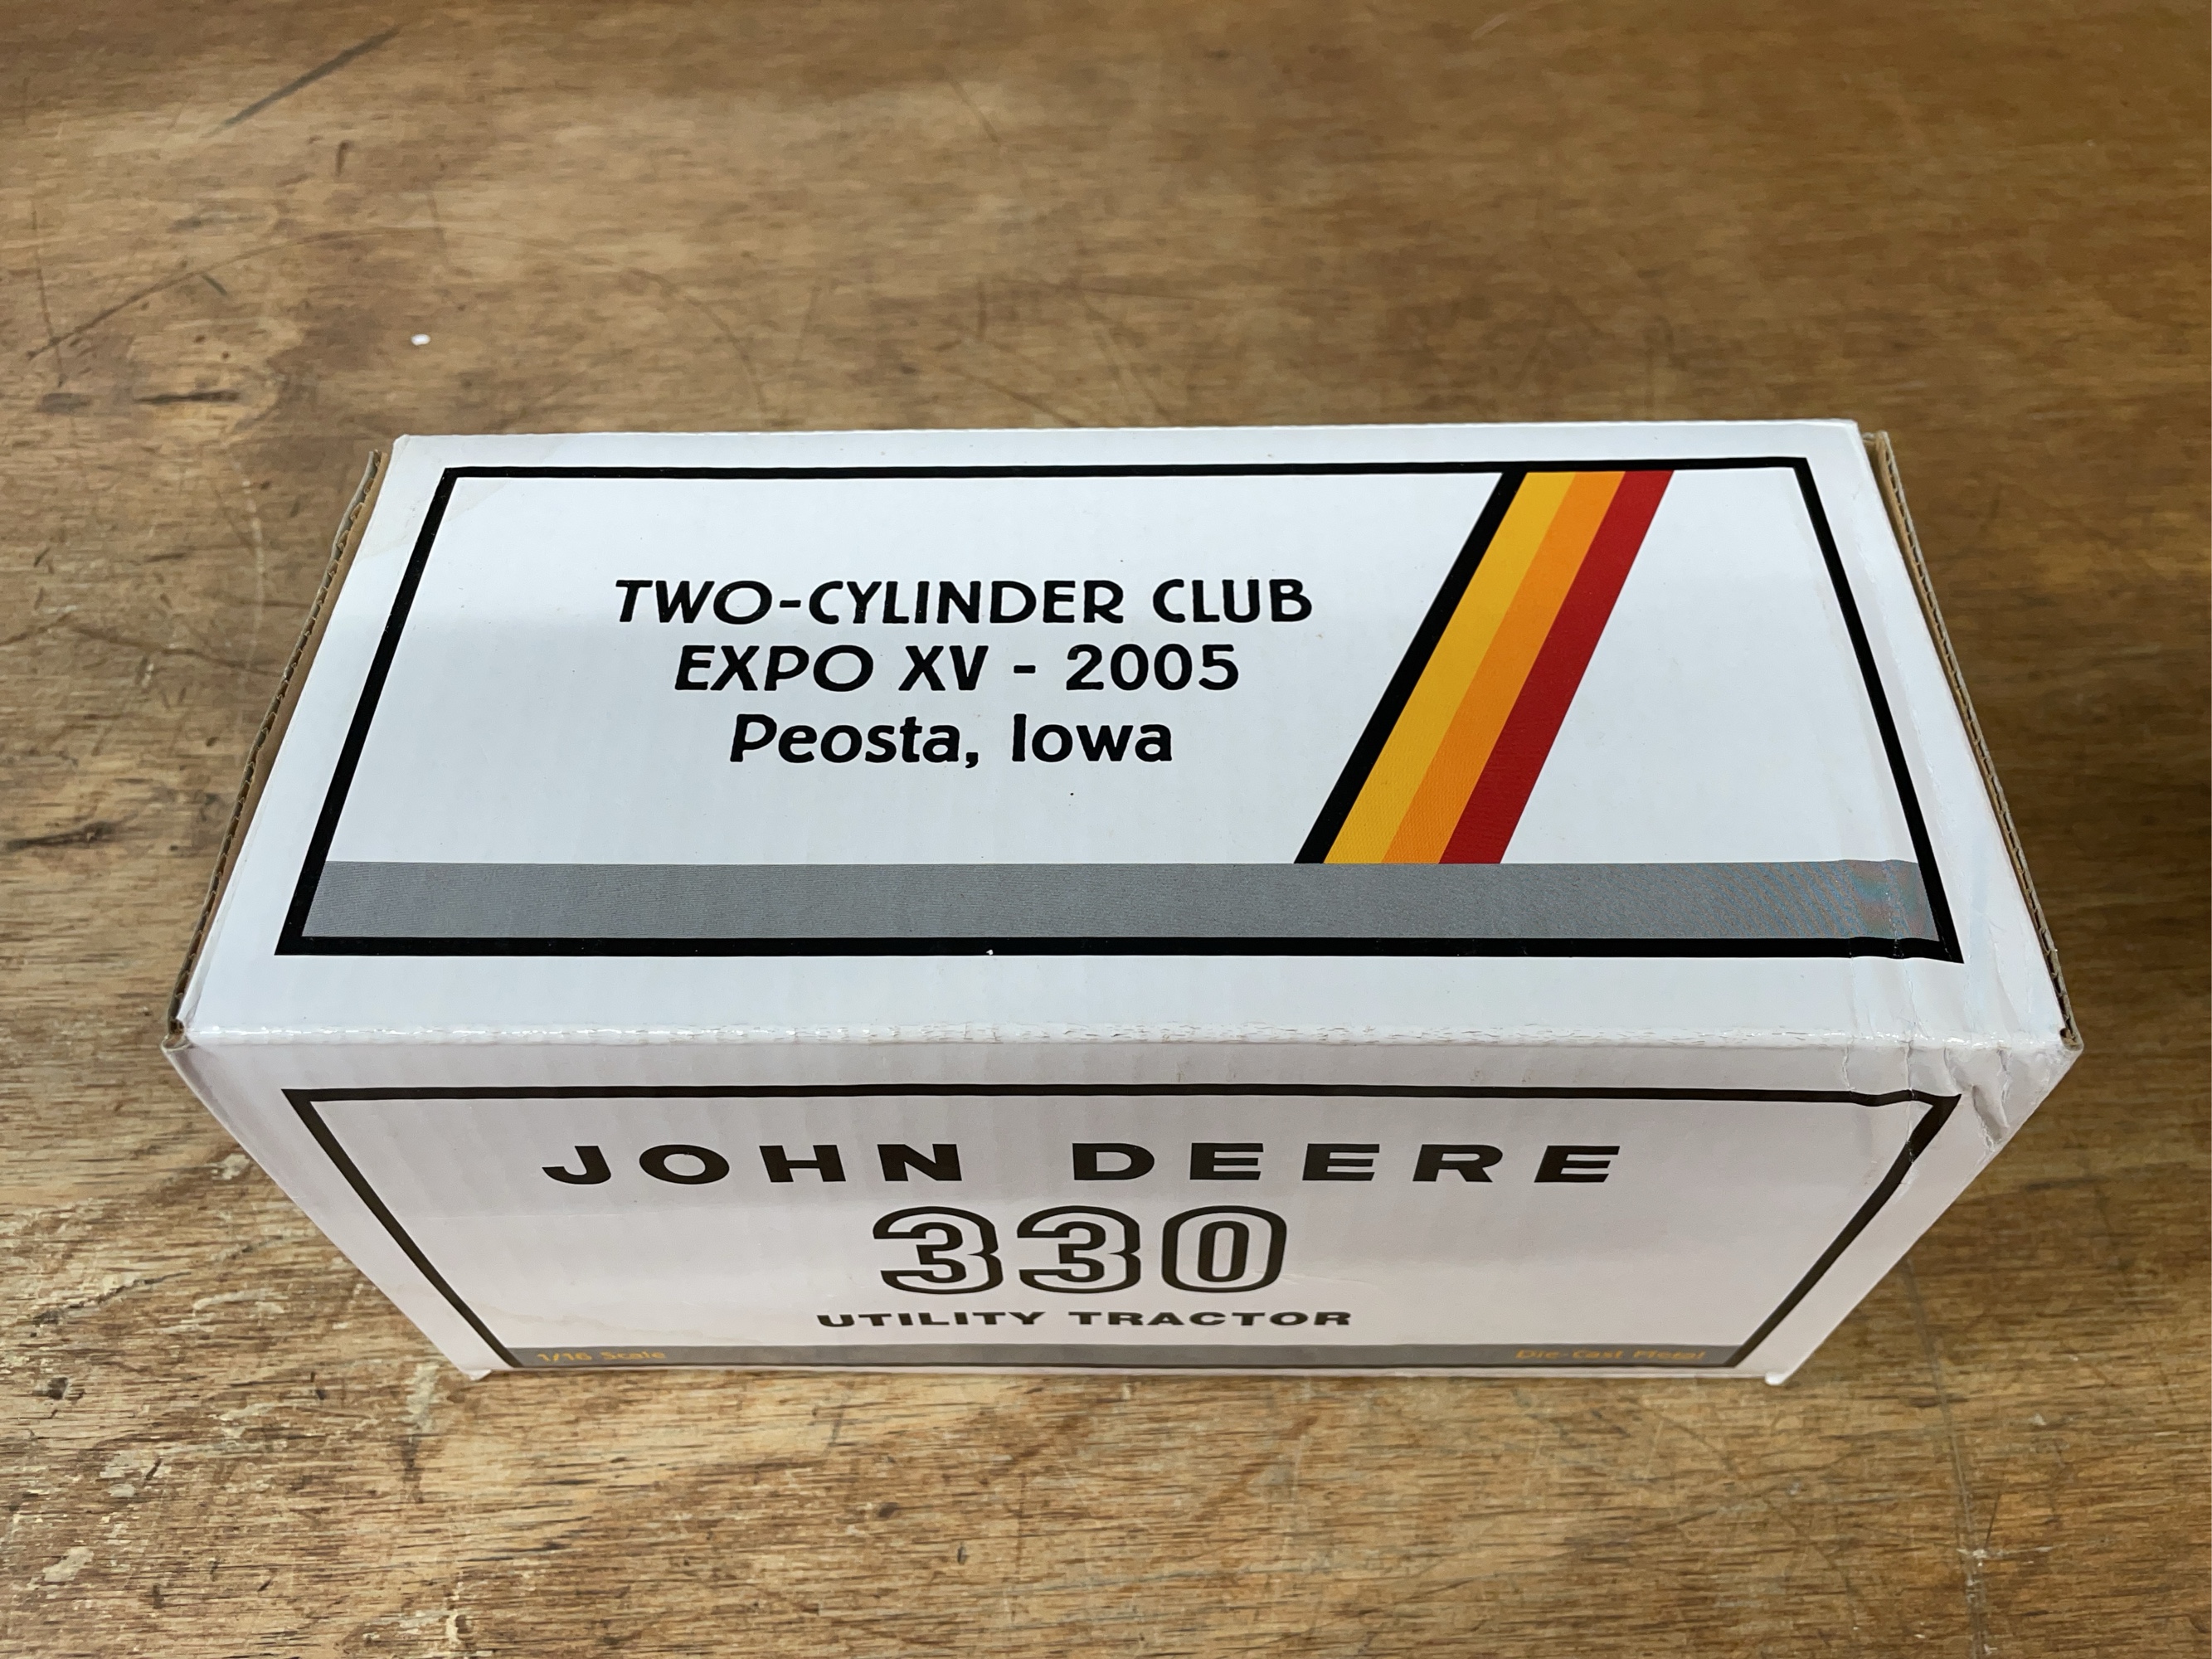 TWO-CYLINDER CLUB
EXPO XV - 2005
Peosta, Iowa
JOHN DEERE
330
UTILITY TRACTOR
1/16 Scale
Die-Cast Metal